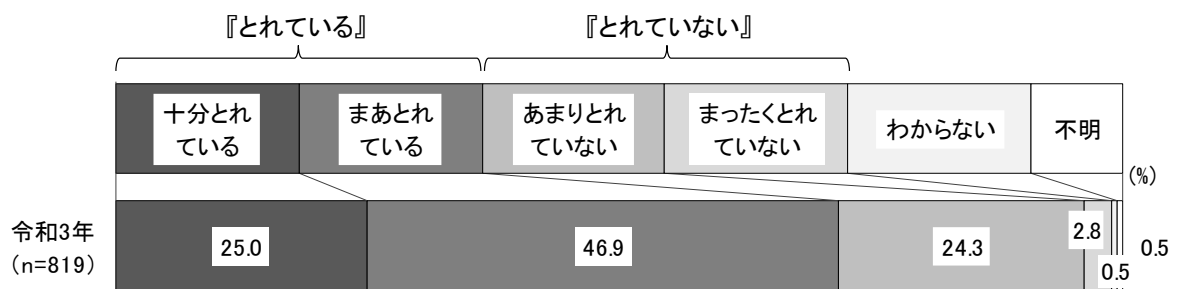 『とれている』
『とれていない』
十分とれ
ている
まあとれ
ている
あまりとれ
ていない
まったくとれ
ていない
わからない
不明
(%)
令和3年
(n=819)
25.0
46.9
24.3
2.8
0.5
0.5